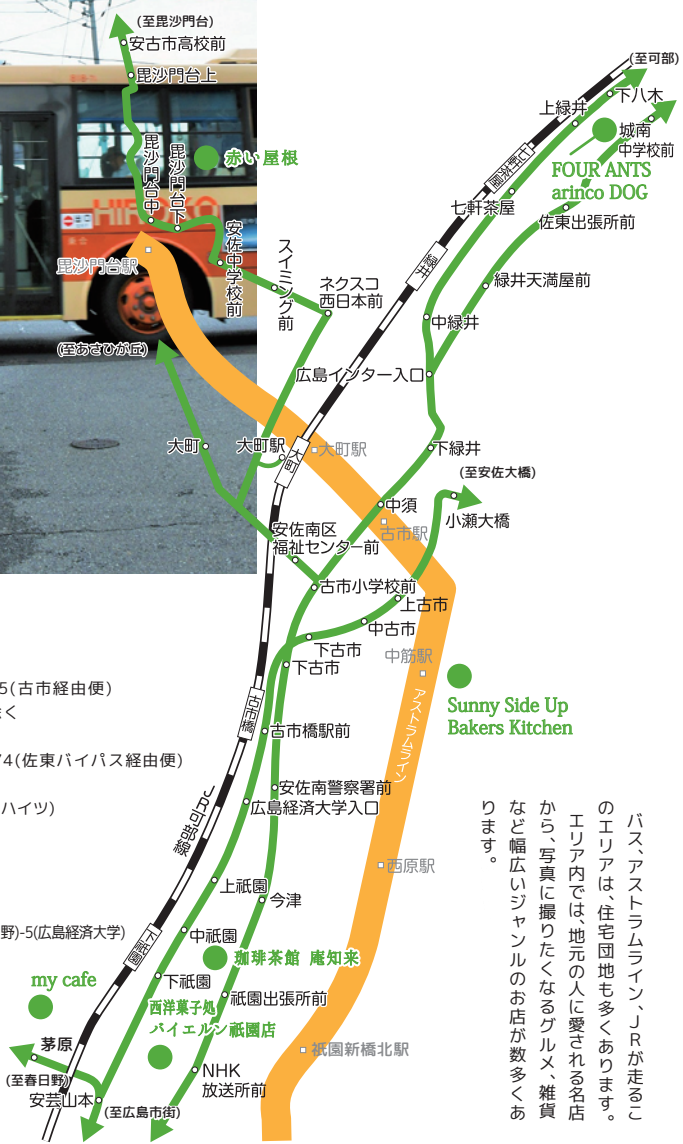 (至毘沙門台)
安古市高校前
毘沙門台上
毘沙門台中
毘沙門台下
赤い屋根
HIROKO
毘沙門台駅
安佐中学校前
スイミング前
ネクスコ
西日本前
(至あさひが丘)
大町
大町駅
大町
大町駅
(至可部)
下八木
上緑井
城南
中学校前
FOUR ANTS
arinco DOG
七軒茶屋
七軒茶屋
佐東出張所前
緑井
緑井天満屋前
中緑井
広島インター入口
下緑井
(至安佐大橋)
小瀬大橋
中須
古市駅
安佐南区
福祉センター前
古市小学校前
上古市
中古市
下古市
下古市
中筋駅
Sunny Side Up
Bakers Kitchen
アストラムライン
5(古市経由便)
まく
74(佐東バイパス経由便)
ハイツ)
古市橋
古市橋駅前
安佐南警察署前
広島経済大学入口
JR可部線
西原駅
上祇園
今津
野)-5(広島経済大学)
下祇園
中祇園
珈琲茶館 庵知来
my cafe
下祇園
西洋菓子処
バイエルン祇園店
祇園出張所前
祇園新橋北駅
茅原
(至春日野)
安芸山本
NHK
放送所前
(至広島市街)
バス、アストラムライン、JRが走るこ
のエリアは、住宅団地も多くあります。
エリア内では、地元の人に愛される名店
から、写真に撮りたくなるグルメ、雑貨
など幅広いジャンルのお店が数多くあ
ります。